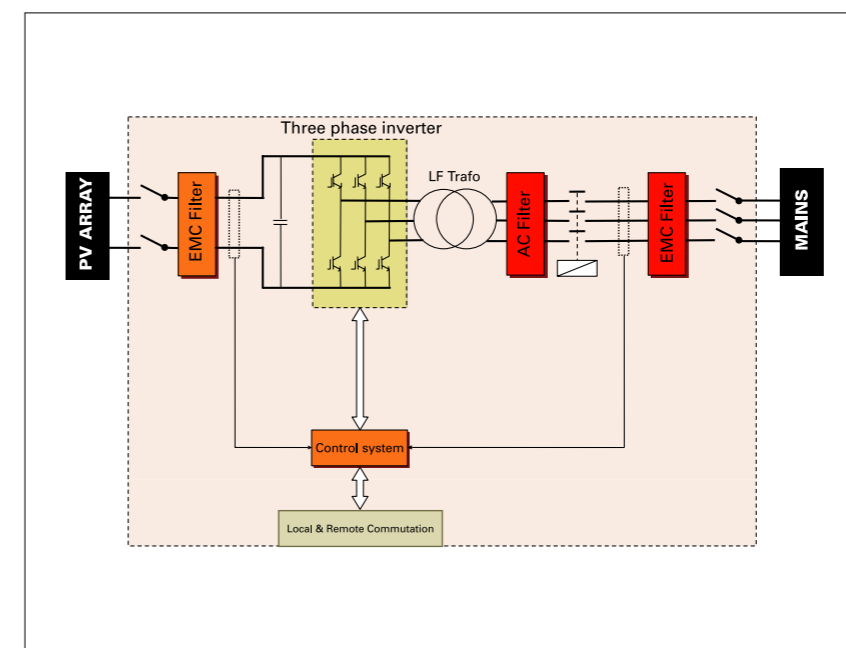 Three phase inverter
PV ARRAY
EMC Filter
LF Trafo
AC Filter
EMC Filter
MAINS
Control system
Local & Remote Commutation